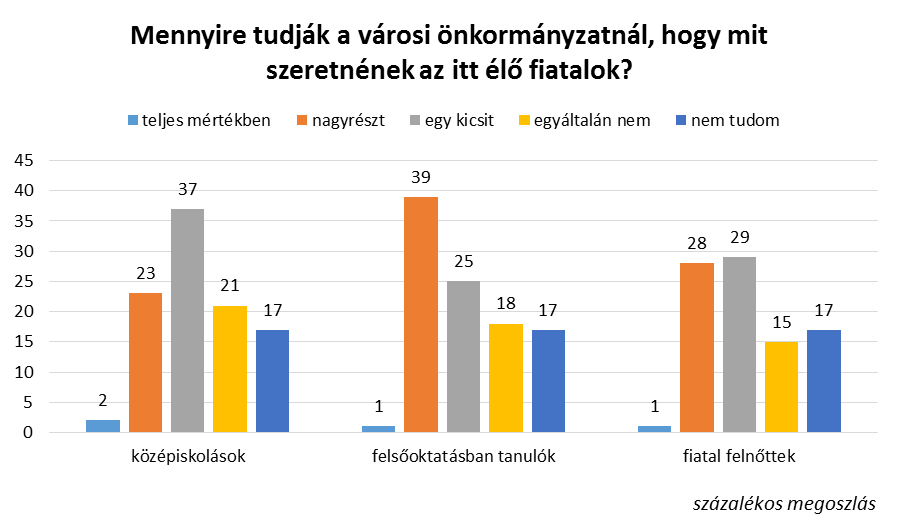 Mennyire tudják a városi önkormányzatnál, hogy mit
szeretnének az itt élő fiatalok?
teljes mértékben nagyrészt egy kicsit egyáltalán nem nem tudom
45
40
35
30
25
20
15
10
5
0
2 23 37 21 17
1 39 25 18 17
1 28 29 15 17
középiskolások felsőoktatásban tanulók fiatal felnőttek
százalékos megoszlás